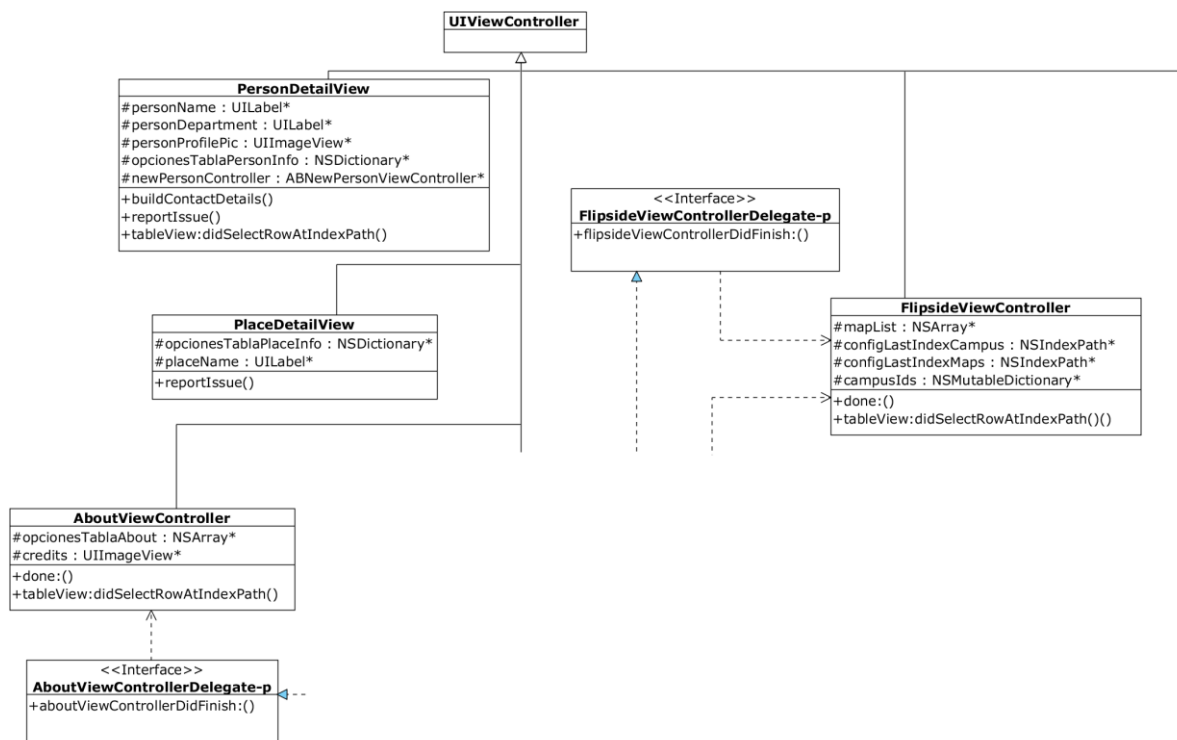 UIViewController
PersonDetailView
#personName : UILabel*
#personDepartment : UILabel*
#personProfilePic : UIImageView*
#opcionesTablaPersonInfo : NSDictionary*
#newPersonController : ABNewPersonViewController*
+buildContactDetails()
+reportIssue()
+tableView:didSelectRowAtIndexPath()
<<Interface>>
FlipsideViewControllerDelegate-p
+flipsideViewControllerDidFinish:()
PlaceDetailView
#opcionesTablaPlaceInfo : NSDictionary*
#placeName : UILabel*
+reportIssue()
FlipsideViewController
#mapList : NSArray*
#configLastIndexCampus : NSIndexPath*
#configLastIndexMaps : NSIndexPath*
#campusIds : NSMutableDictionary*
+done:()
+tableView:didSelectRowAtIndexPath()()
AboutViewController
#opcionesTablaAbout : NSArray*
#credits : UIImageView*
+done:()
+tableView:didSelectRowAtIndexPath()
<<Interface>>
AboutViewControllerDelegate-p
+aboutViewControllerDidFinish:()